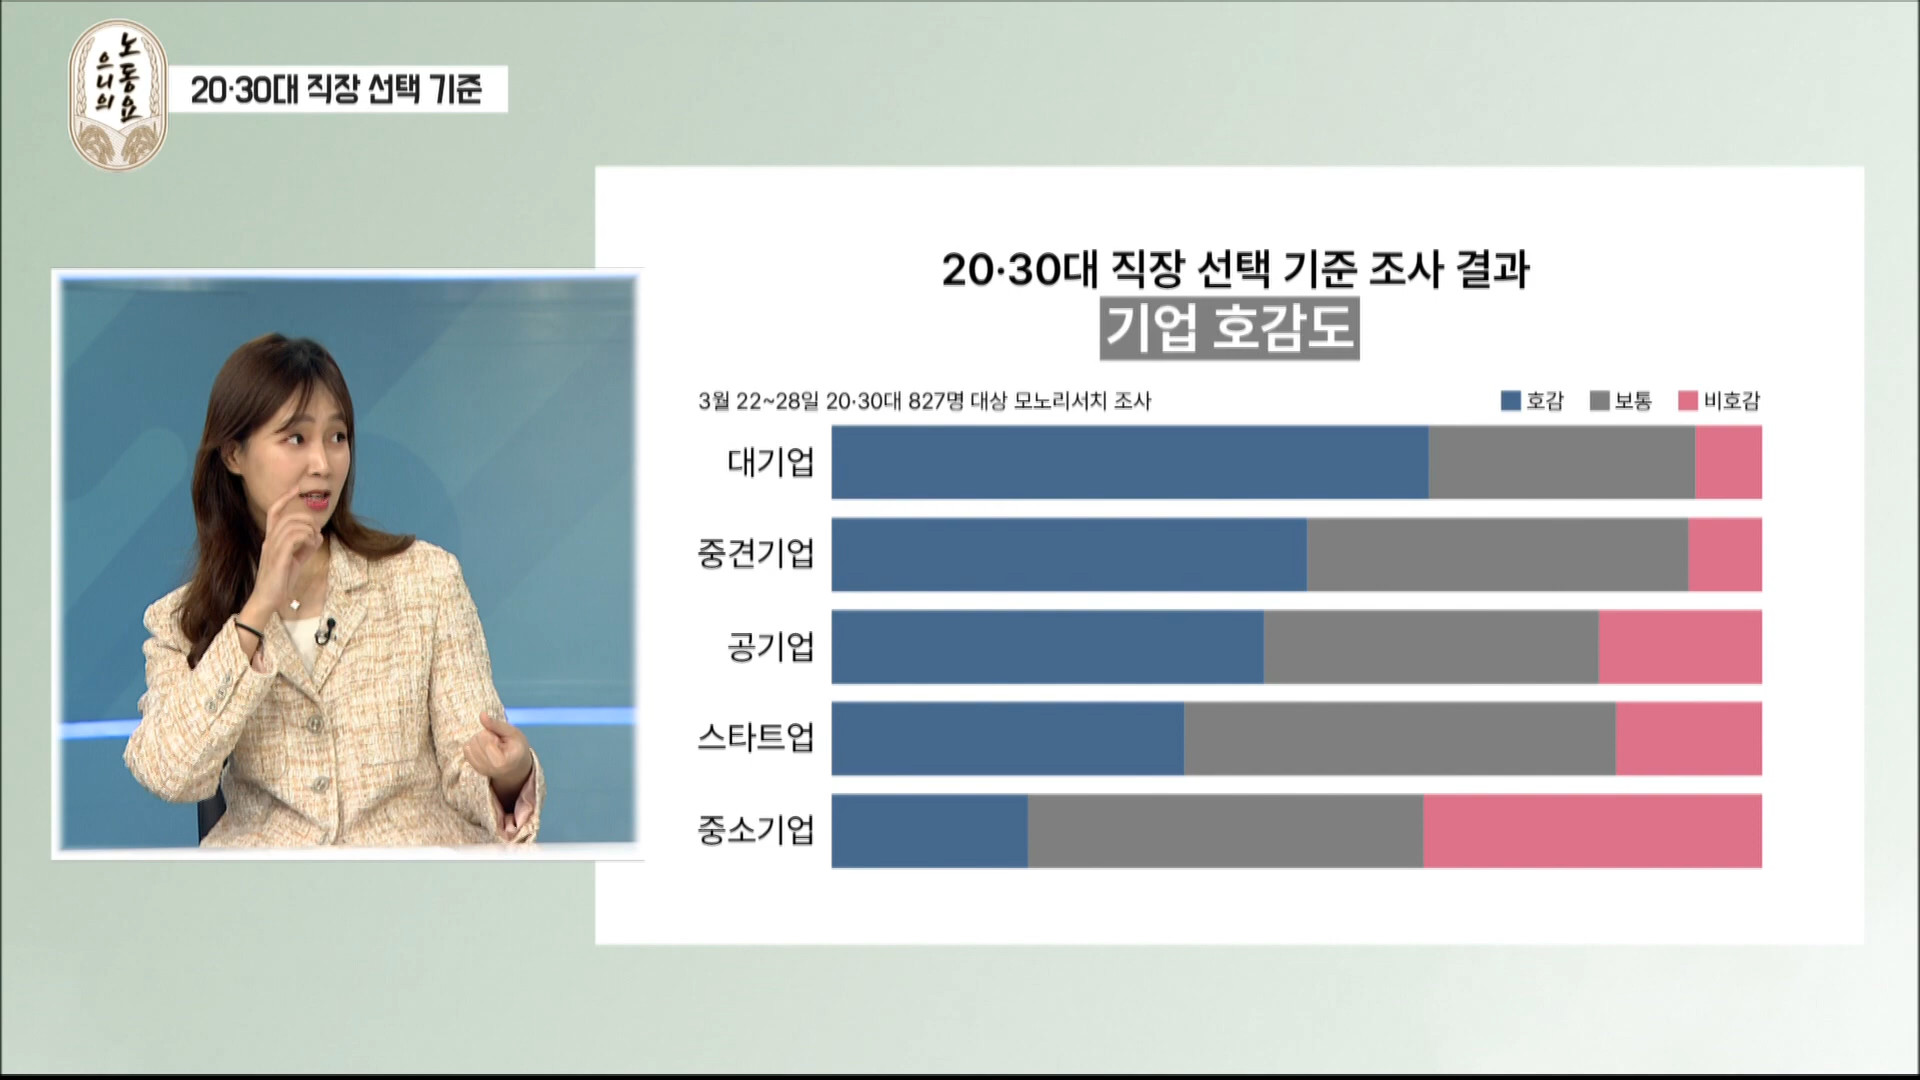 으니의
노동요
20·30대 직장 선택 기준
20·30대 직장 선택 기준 조사 결과
기업 호감도
3월 22~28일 20·30대 827명 대상 모노리서치 조사
호감 보통 비호감
대기업
중견기업
공기업
스타트업
중소기업